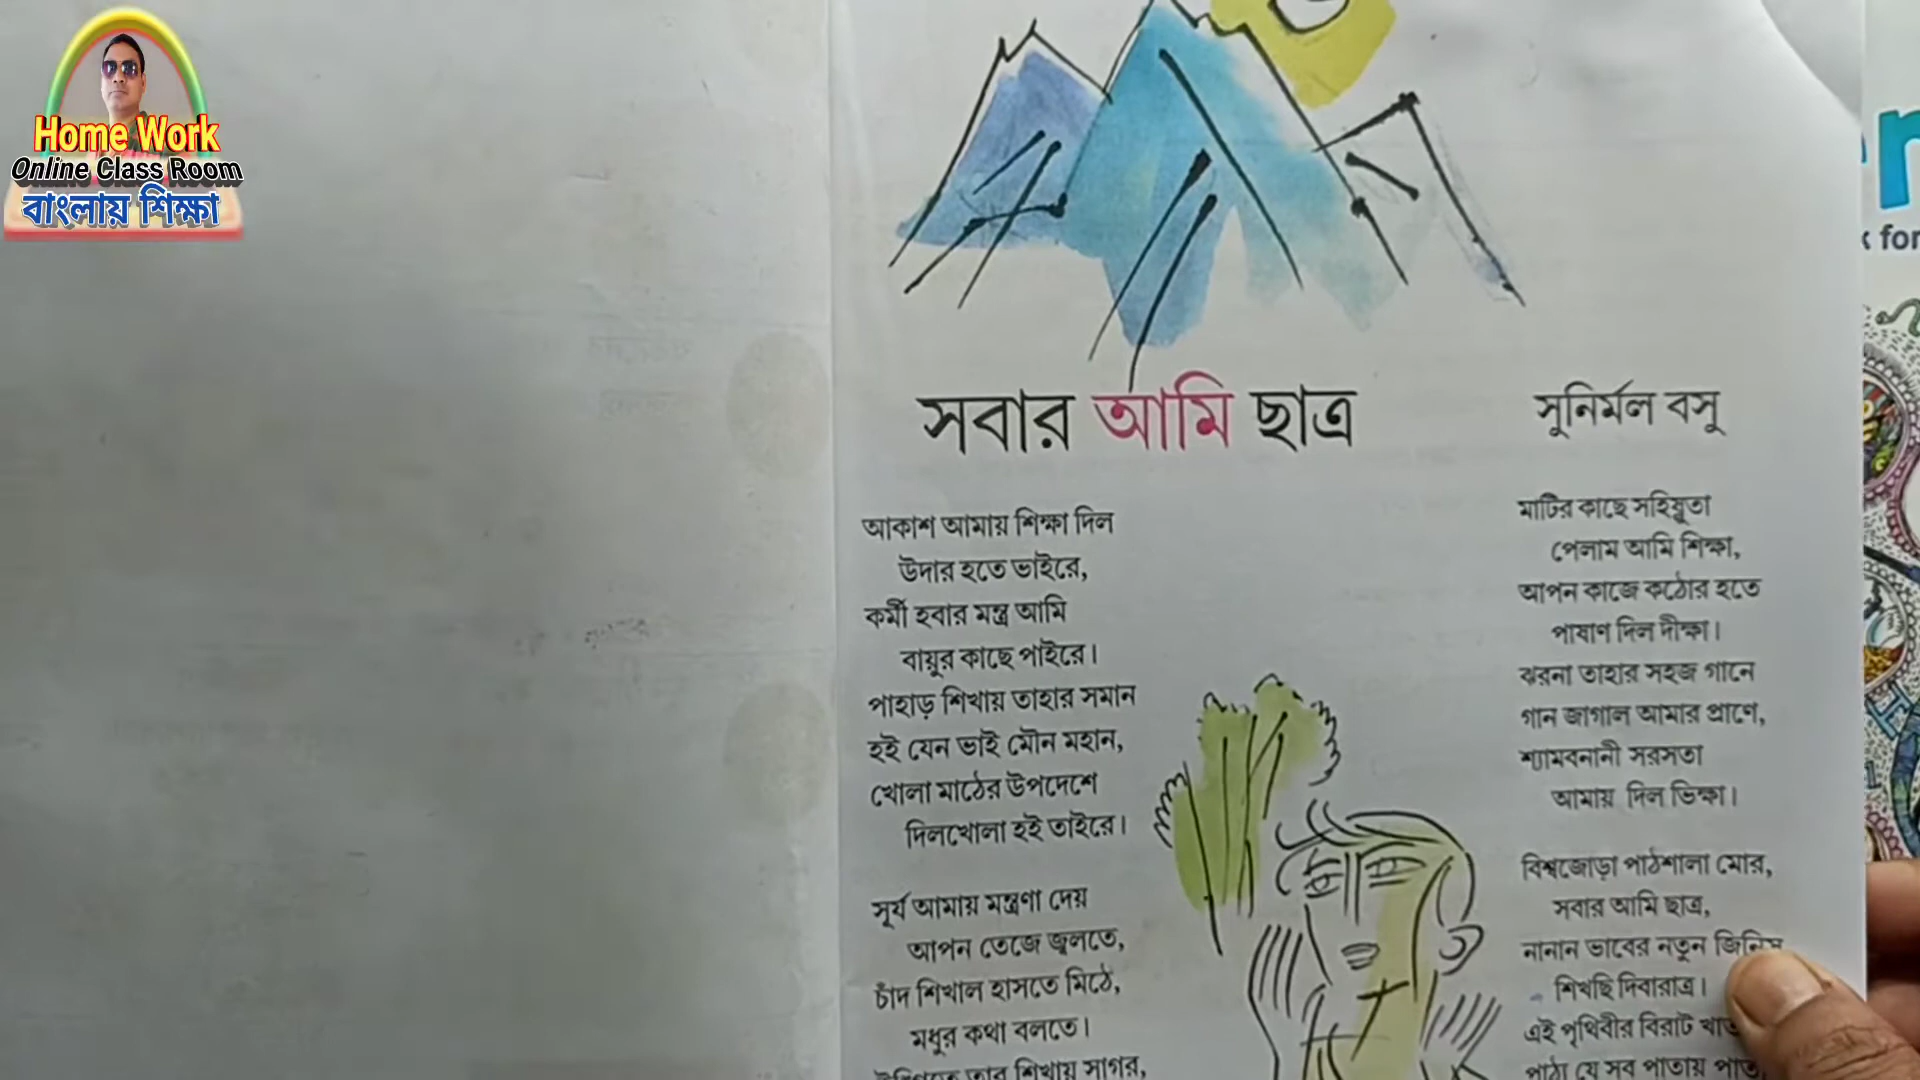 Home Work
Online Class Room
বাংলায় শিক্ষা
সবার আমি ছাত্র
সুনির্মল বসু
আকাশ আমায় শিক্ষা দিল
উদার হতে ভাইরে,
কর্মী হবার মন্ত্র আমি
বায়ুর কাছে পাইরে।
পাহাড় শিখায় তাহার সমান
হই যেন ভাই মৌন মহান,
খোলা মাঠের উপদেশে
দিলখোলা হই তাইরে।
সূর্য আমায় মন্ত্রণা দেয়
আপন তেজে জ্বলতে,
চাঁদ শিখাল হাসতে মিঠে,
মধুর কথা বলতে।
তার শিখায় সাগর,
মাটির কাছে সহিষ্ণুতা
পেলাম আমি শিক্ষা,
আপন কাজে কঠোর হতে
পাষাণ দিল দীক্ষা।
ঝরনা তাহার সহজ গানে
গান জাগাল আমার প্রাণে,
শ্যামবনানী সরসতা
আমায় দিল ভিক্ষা।
বিশ্বজোড়া পাঠশালা মোর,
সবার আমি ছাত্র,
নানান ভাবের নতুন জিনিস
শিখছি দিবারাত্র।
এই পৃথিবীর বিরাট
পাঠ্য যে সব পাতায়
for